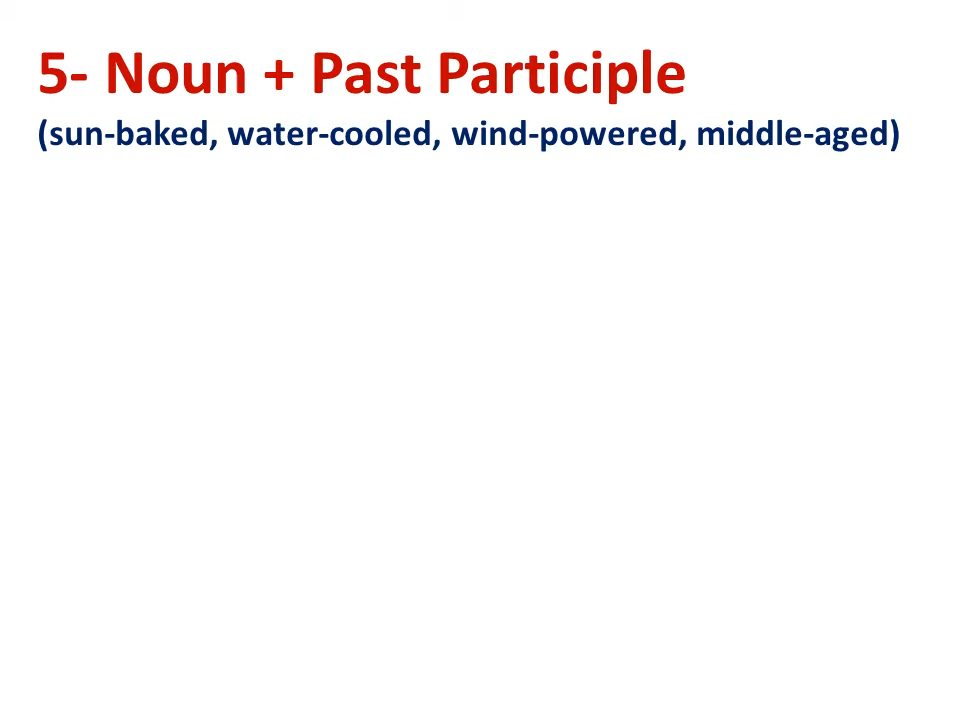 5- Noun + Past Participle
(sun-baked, water-cooled, wind-powered, middle-aged)